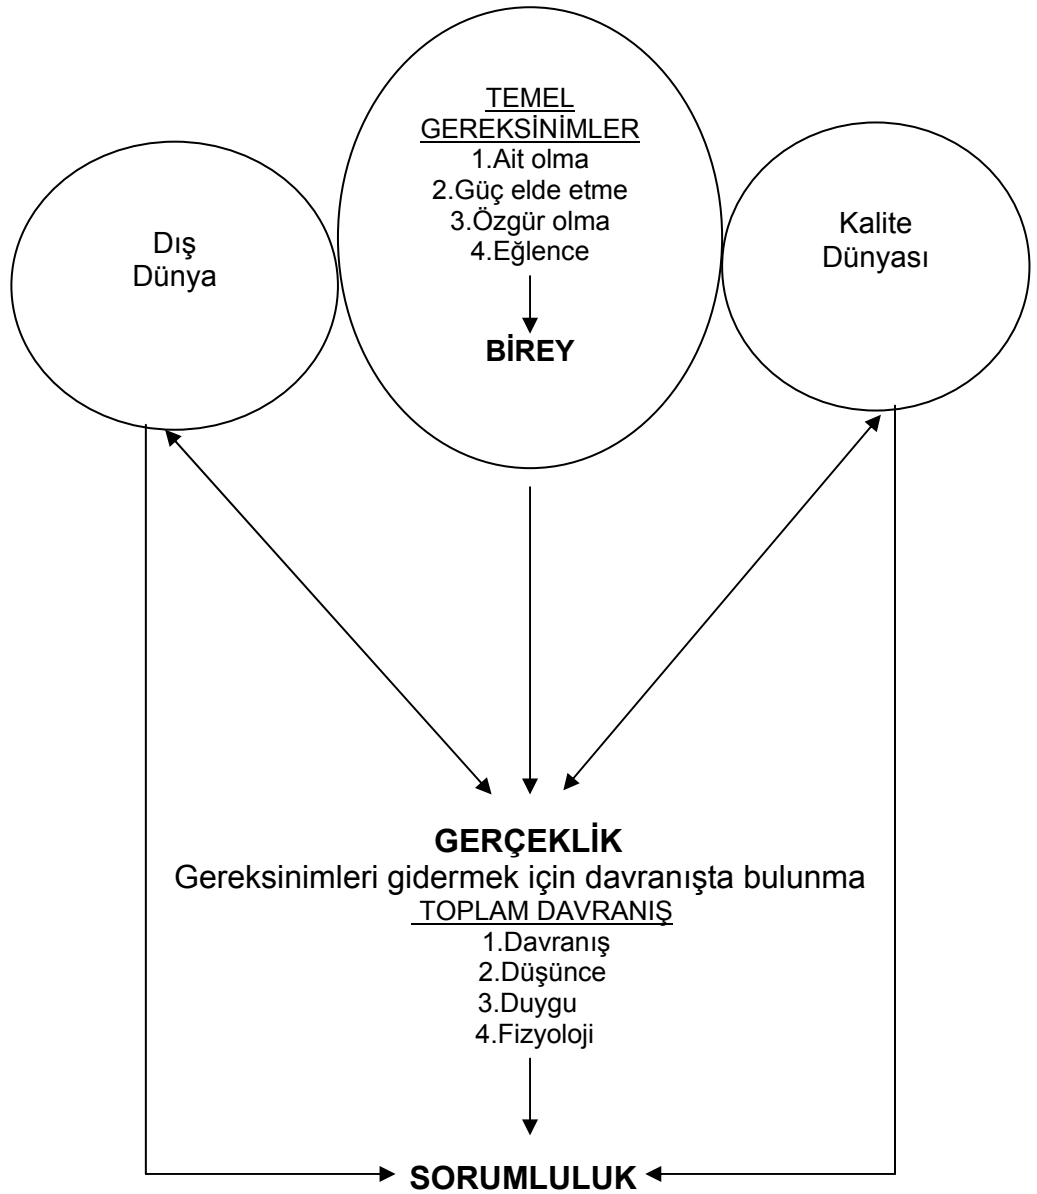 TEMEL
GEREKSİNİMLER
1.Ait olma
2.Güç elde etme
3.Özgür olma
4.Eğlence
BİREY
Dış
Dünya
Kalite
Dünyası
GERÇEKLİK
Gereksinimleri gidermek için davranışta bulunma
TOPLAM DAVRANIŞ
1.Davranış
2.Düşünce
3.Duygu
4.Fizyoloji
SORUMLULUK